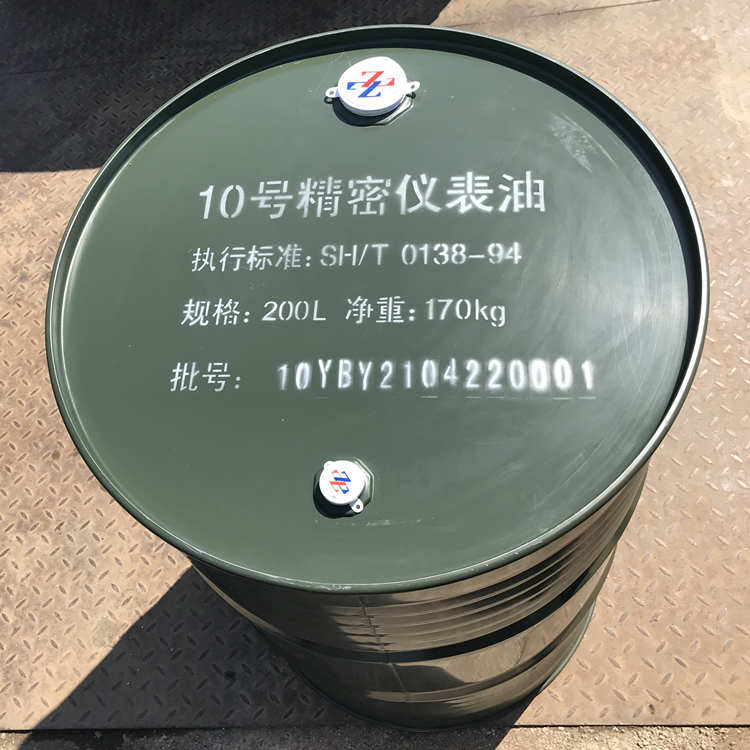 10号精密仪表油
执行标准: SH/T 0138-94
规格: 200L 净重: 170kg
批号: 10YBY2104220001